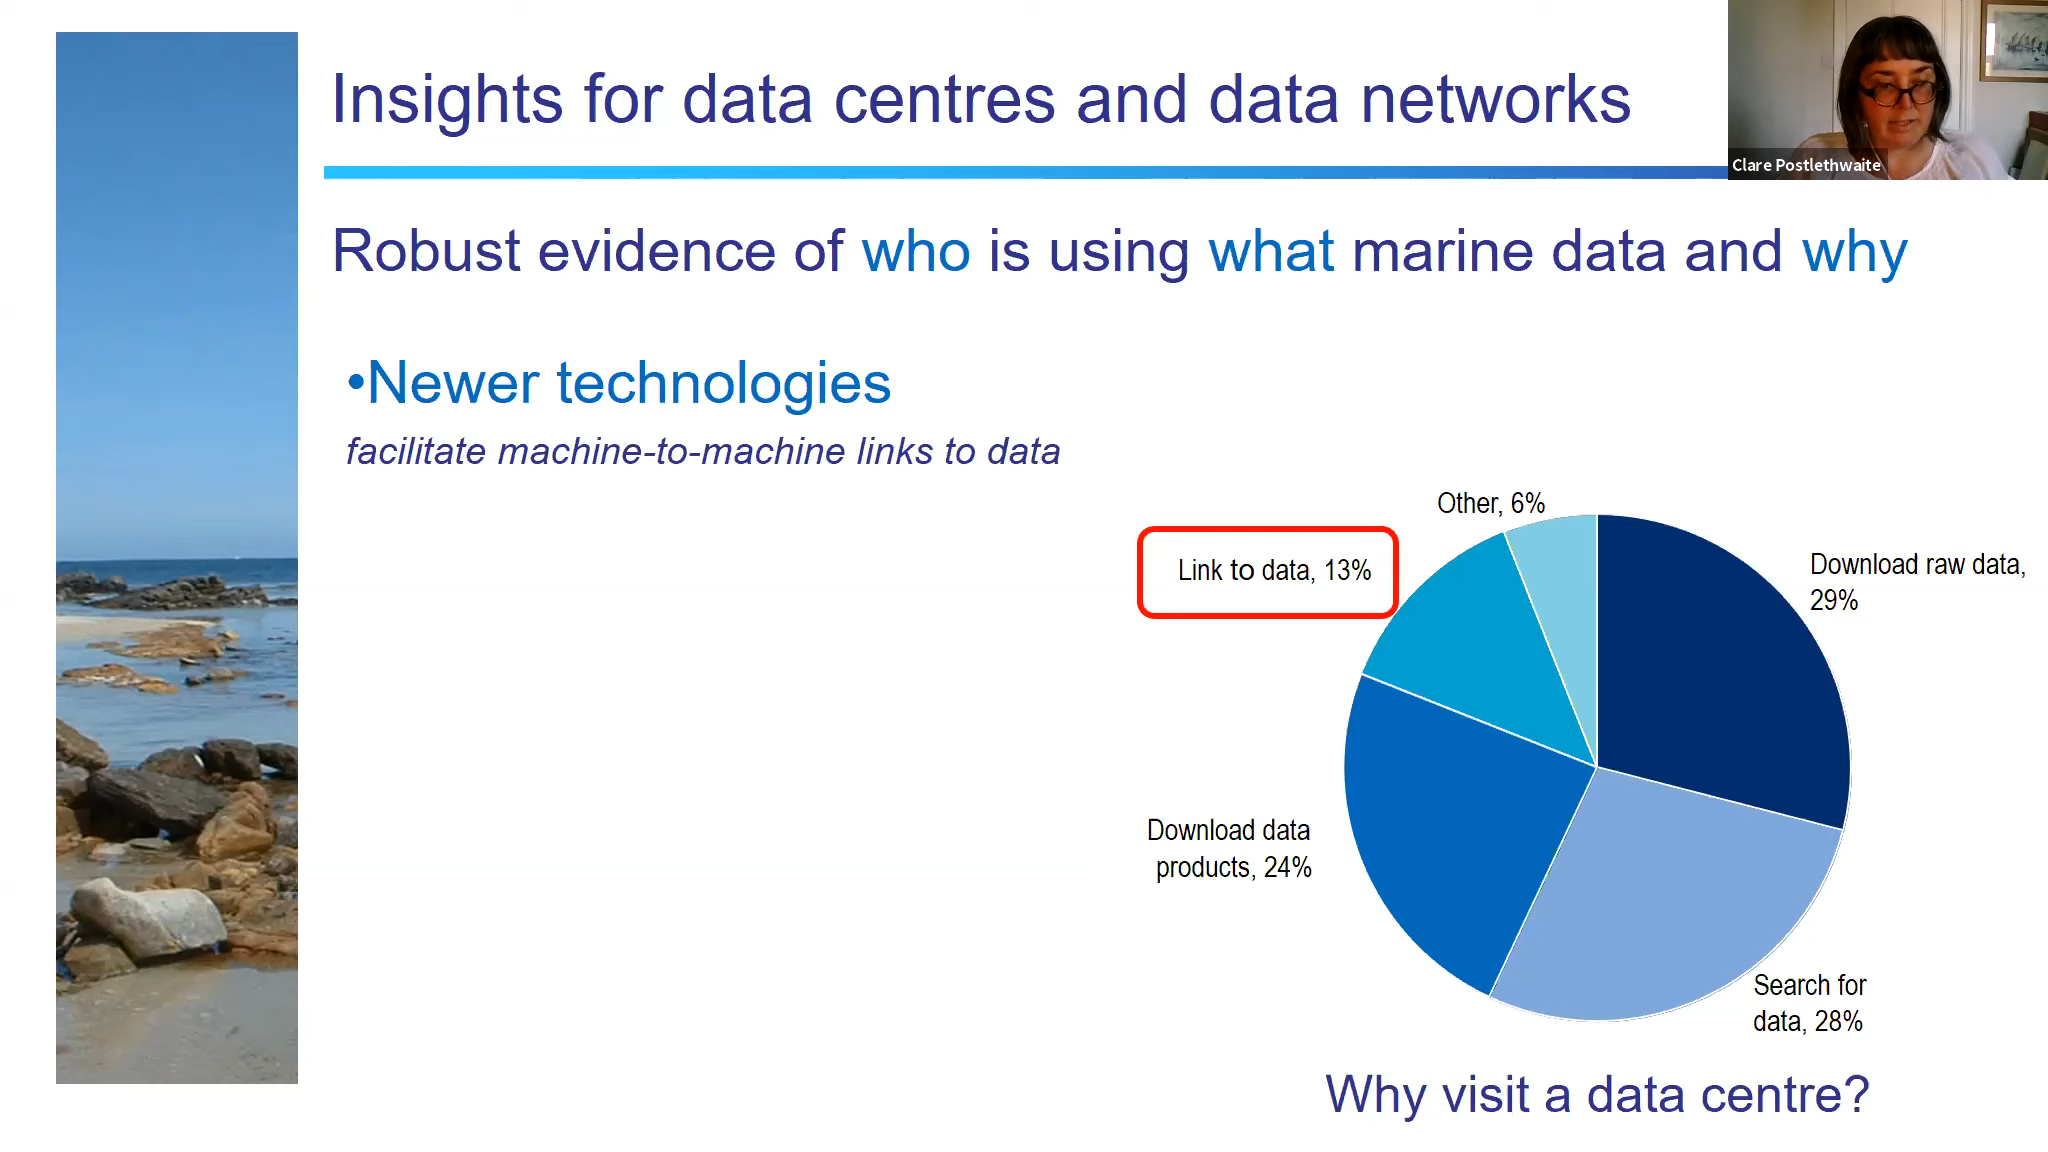 Insights for data centres and data networks
Clare Postlethwaite
Robust evidence of who is using what marine data and why
•Newer technologies
facilitate machine-to-machine links to data
Other, 6%
Link to data, 13%
Download raw data,
29%
Download data
products, 24%
Search for
data, 28%
Why visit a data centre?